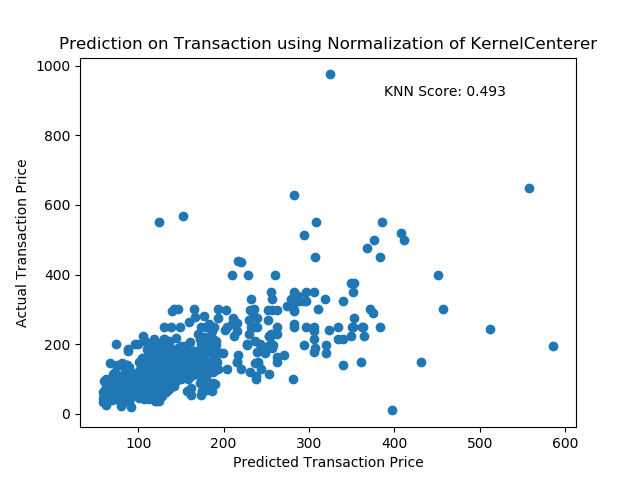 Prediction on Transaction using Normalization of KernelCenterer
KNN Score: 0.493
Actual Transaction Price
1000
800
600
400
200
0
100 200 300 400 500 600
Predicted Transaction Price